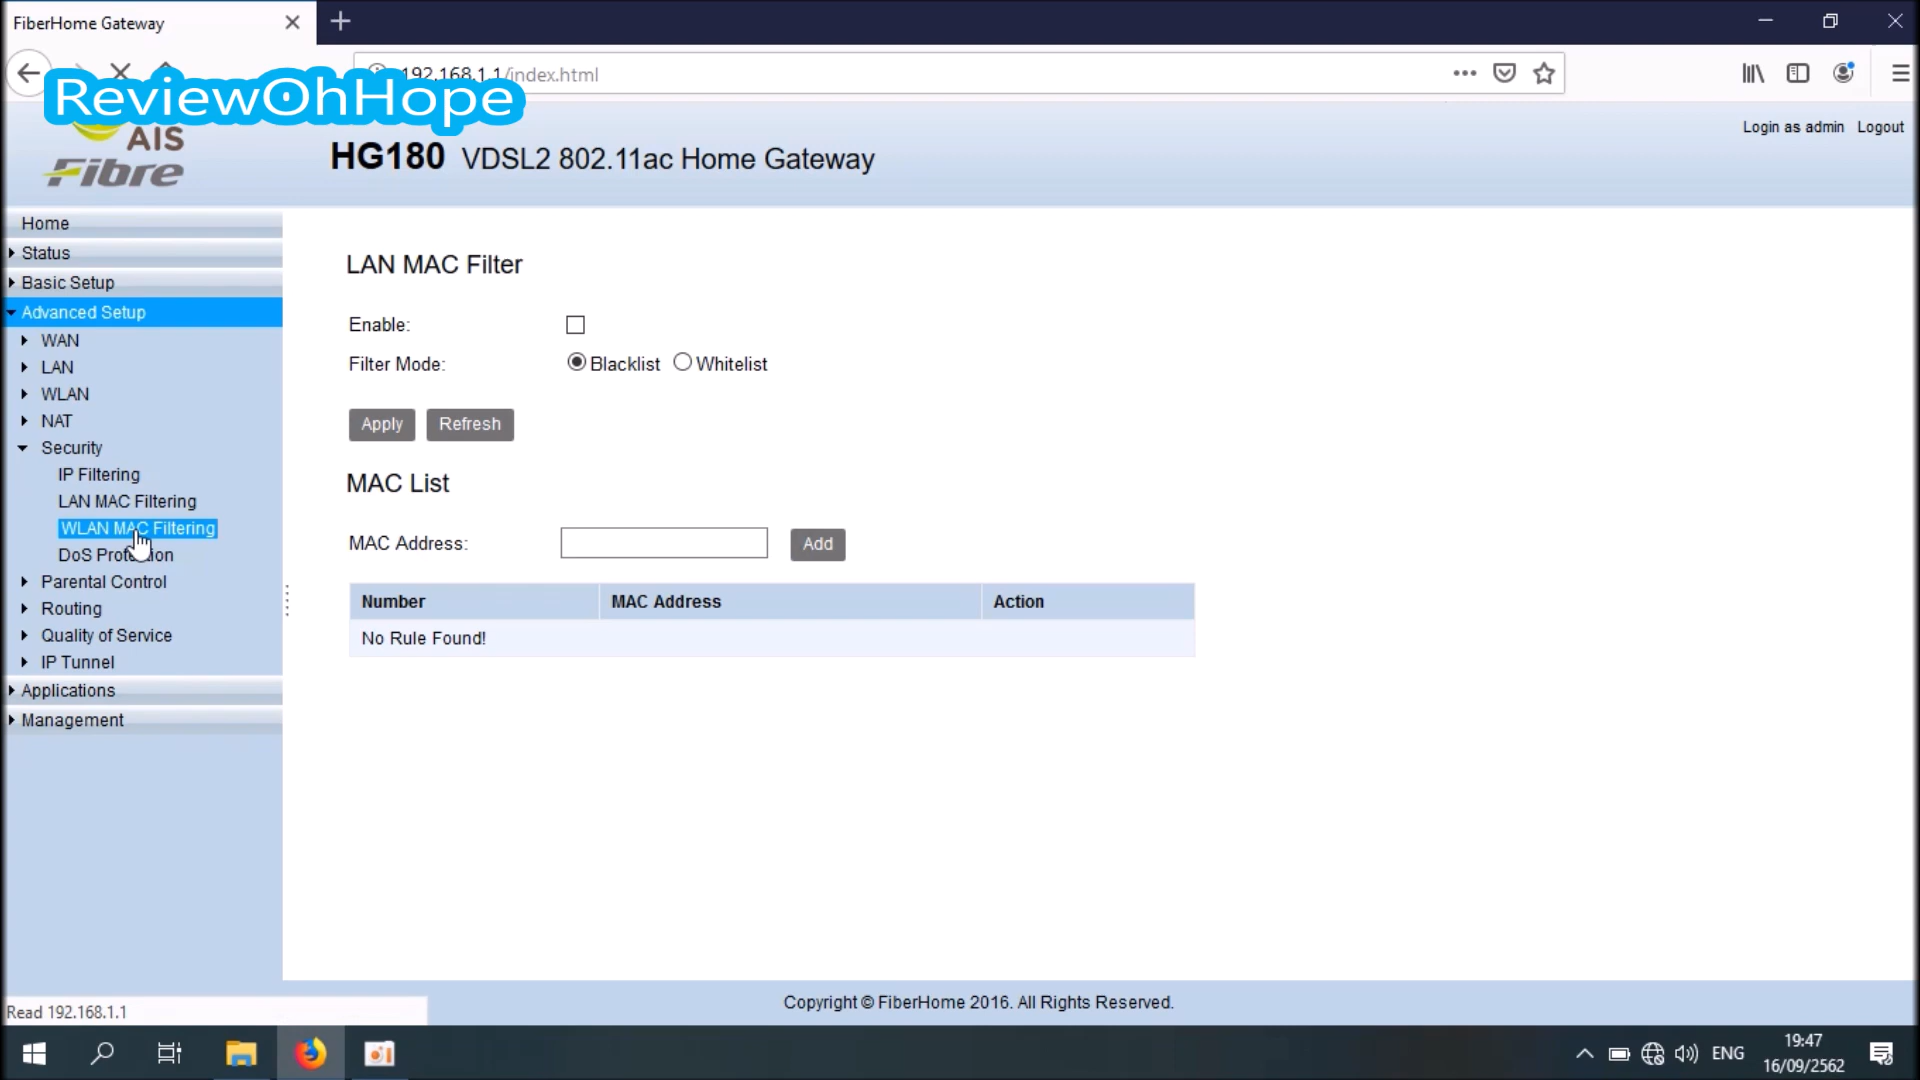 FiberHome Gateway
192.168.1.1/index.html
ReviewOhHope
AIS
Fibre
HG180 VDSL2 802.11ac Home Gateway
Login as admin Logout
Home
Status
Basic Setup
Advanced Setup
WAN
LAN
WLAN
NAT
Security
IP Filtering
LAN MAC Filtering
WLAN MAC Filtering
DoS Protection
Parental Control
Routing
Quality of Service
IP Tunnel
Applications
Management
LAN MAC Filter
Enable:
Filter Mode: Blacklist Whitelist
Apply Refresh
MAC List
MAC Address: Add
Number MAC Address Action
No Rule Found!
Copyright © FiberHome 2016. All Rights Reserved.
Read 192.168.1.1
ENG
19:47
16/09/2562